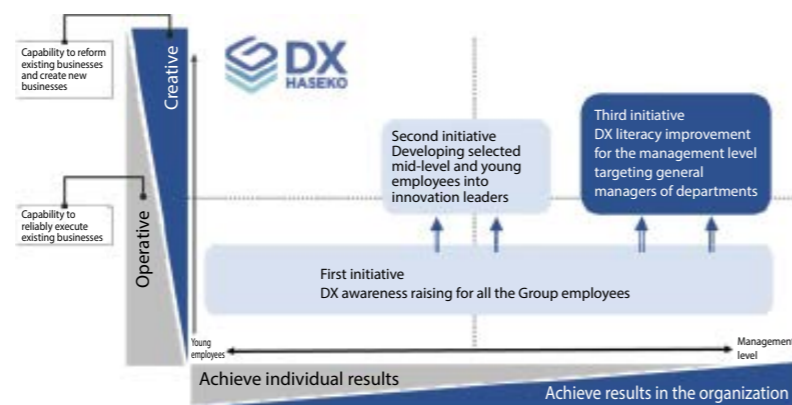 Capability to reform
existing businesses
and create new
businesses
Creative
DX
HASEKO
Second initiative
Developing selected
mid-level and young
employees into
innovation leaders
Third initiative
DX literacy improvement
for the management level
targeting general
managers of departments
Capability to
reliably execute
existing businesses
Operative
First initiative
DX awareness raising for all the Group employees
Young
employees
Management
level
Achieve individual results
Achieve results in the organization